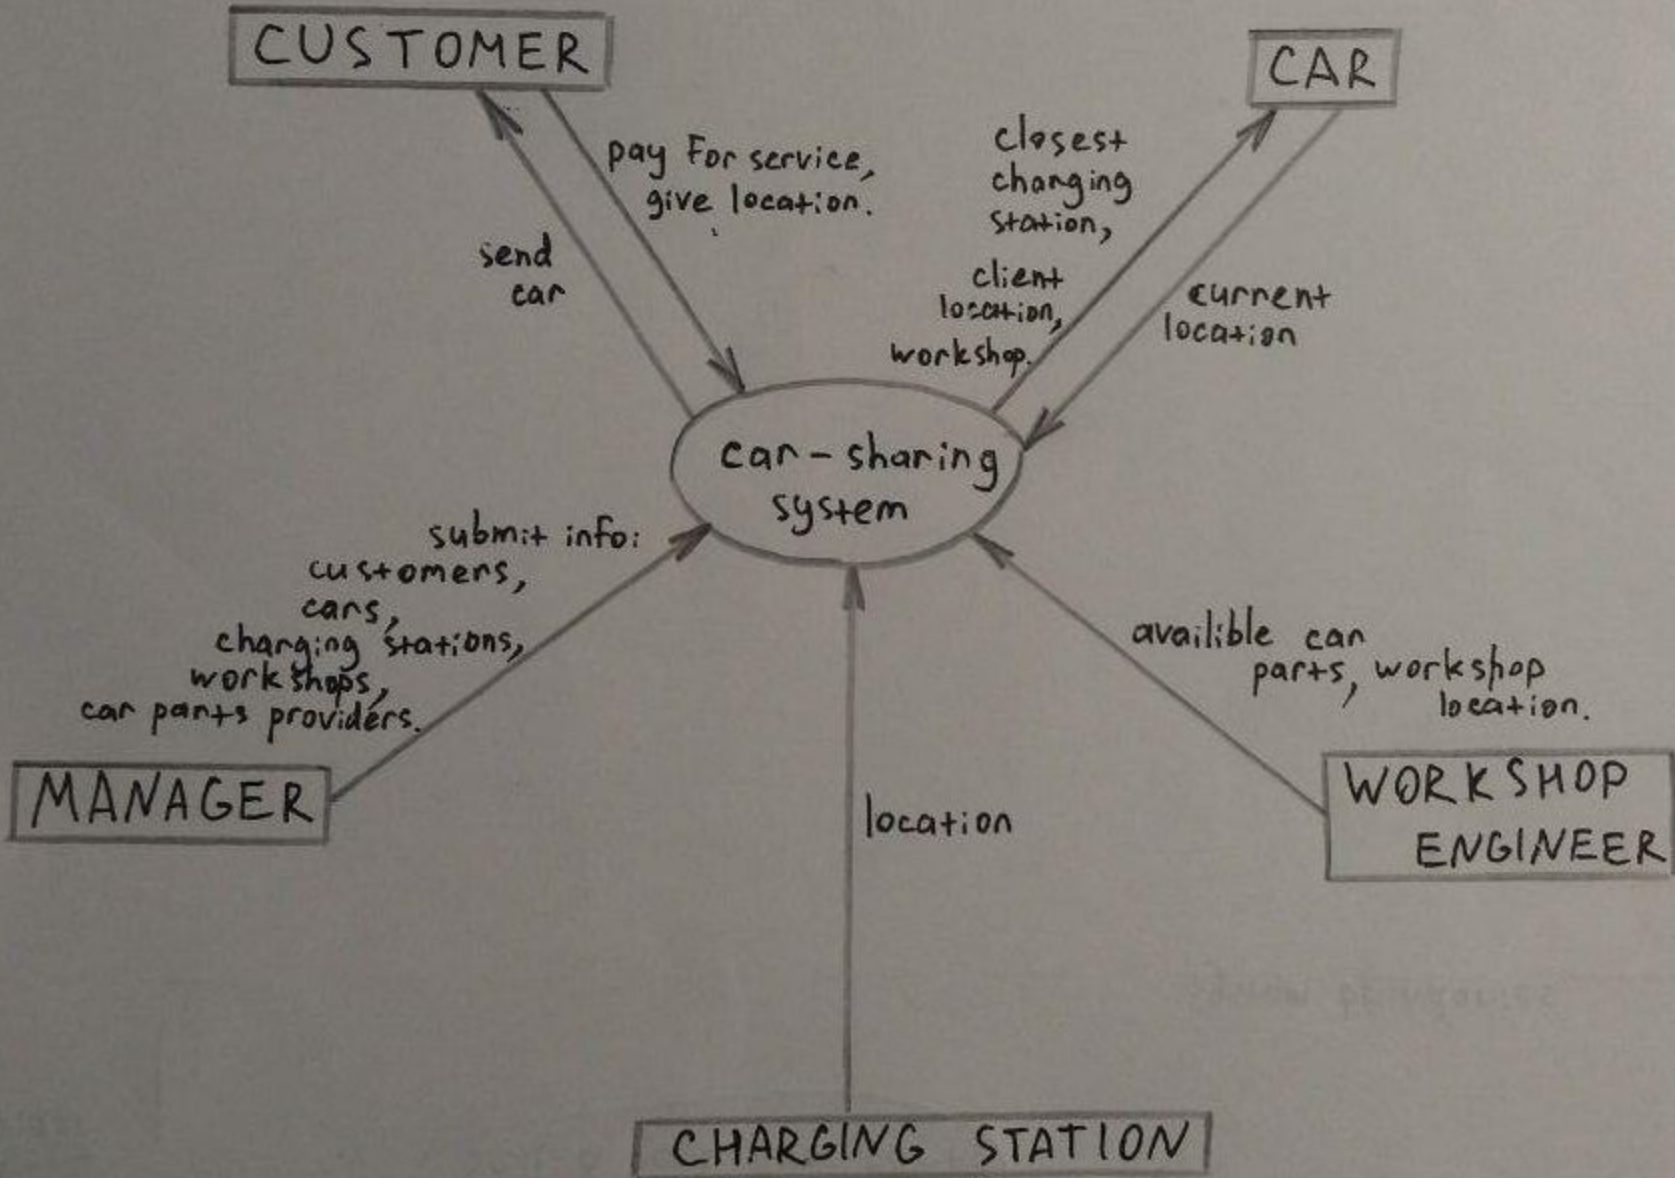 CUSTOMER
CAR
pay For service,
give location.
send
car
closest
changing
station,
client
location,
workshop.
current
location
car-sharing
system
submit info:
customers,
cars,
charging stations,
workshops,
car parts providers.
MANAGER
availible car
parts, workshop
location.
WORKSHOP
ENGINEER
location
CHARGING STATION